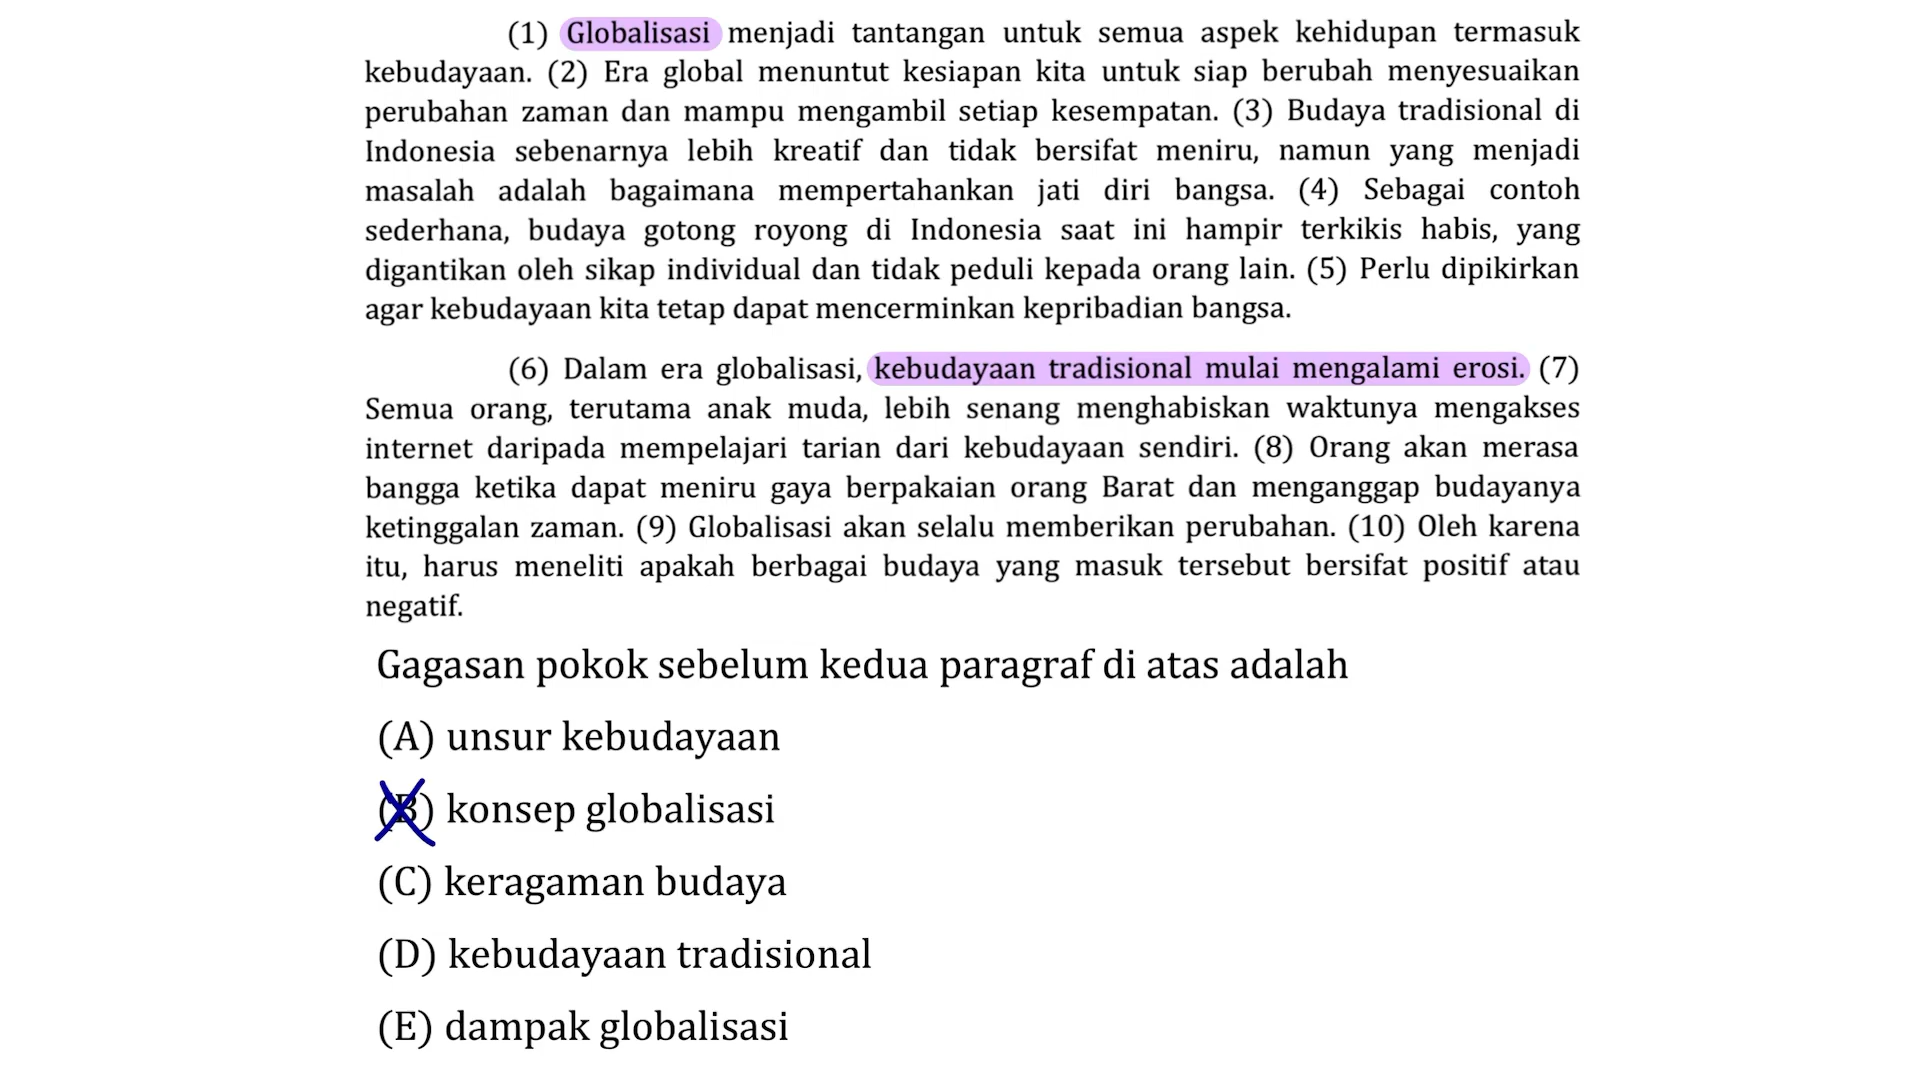 (1) Globalisasi menjadi tantangan untuk semua aspek kehidupan termasuk
kebudayaan. (2) Era global menuntut kesiapan kita untuk siap berubah menyesuaikan
perubahan zaman dan mampu mengambil setiap kesempatan. (3) Budaya tradisional di
Indonesia sebenarnya lebih kreatif dan tidak bersifat meniru, namun yang menjadi
masalah adalah bagaimana mempertahankan jati diri bangsa. (4) Sebagai contoh
sederhana, budaya gotong royong di Indonesia saat ini hampir terkikis habis, yang
digantikan oleh sikap individual dan tidak peduli kepada orang lain. (5) Perlu dipikirkan
agar kebudayaan kita tetap dapat mencerminkan kepribadian bangsa.
(6) Dalam era globalisasi, kebudayaan tradisional mulai mengalami erosi. (7)
Semua orang, terutama anak muda, lebih senang menghabiskan waktunya mengakses
internet daripada mempelajari tarian dari kebudayaan sendiri. (8) Orang akan merasa
bangga ketika dapat meniru gaya berpakaian orang Barat dan menganggap budayanya
ketinggalan zaman. (9) Globalisasi akan selalu memberikan perubahan. (10) Oleh karena
itu, harus meneliti apakah berbagai budaya yang masuk tersebut bersifat positif atau
negatif.
Gagasan pokok sebelum kedua paragraf di atas adalah
(A) unsur kebudayaan
(B) konsep globalisasi
(C) keragaman budaya
(D) kebudayaan tradisional
(E) dampak globalisasi